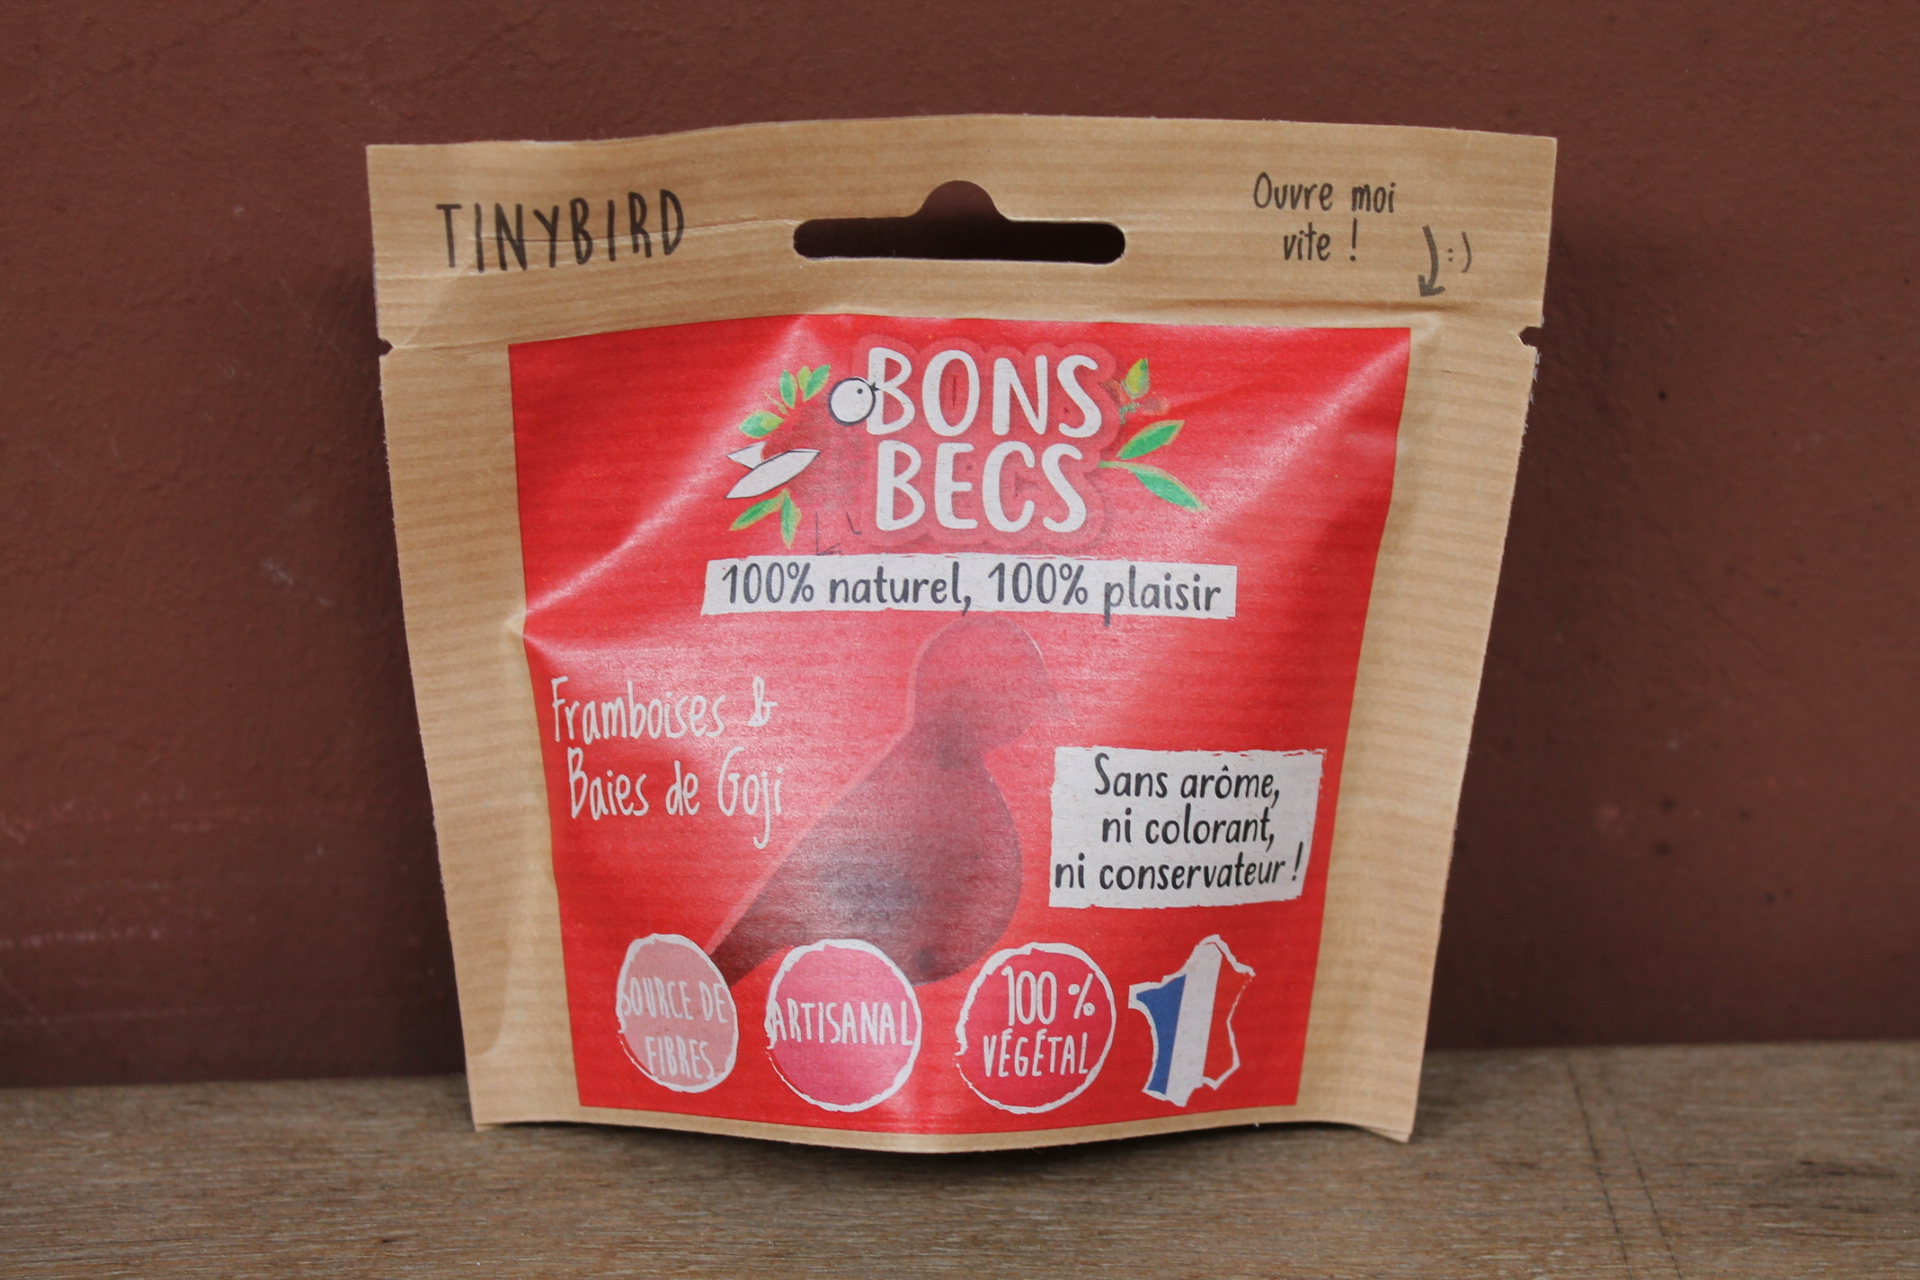 TINYBIRD
Ouvre moi
vite !
:)
BONS
BECS
100% naturel, 100% plaisir
Framboises &
Baies de Goji
Sans arôme,
ni colorant,
ni conservateur !
SOURCE DE
FIBRES
ARTISANAL
100 %
VÉGÉTAL